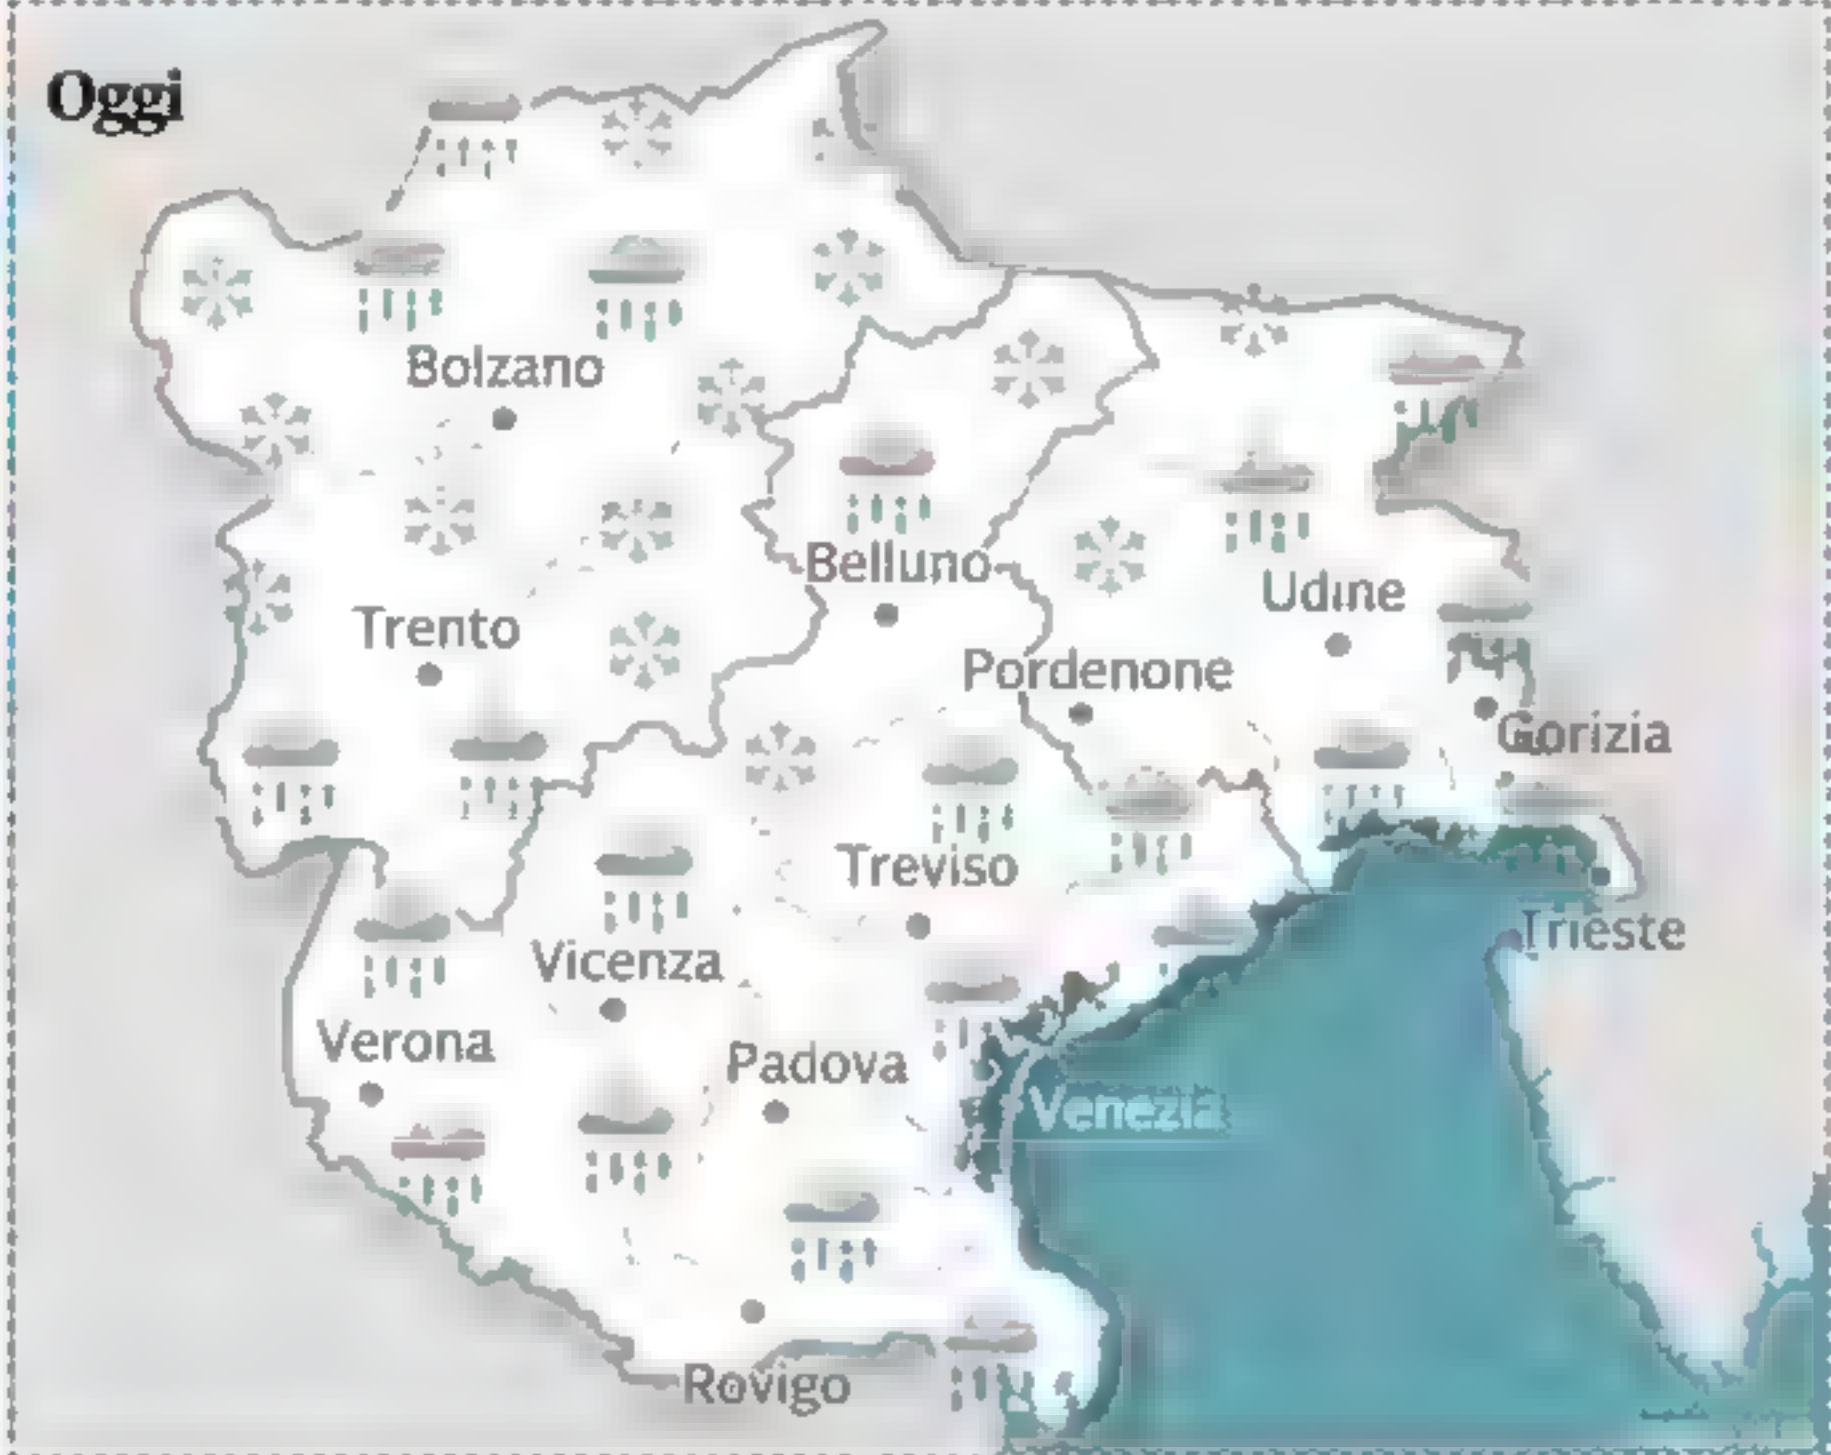 Oggi
Bolzano
Belluno
Udine
Trento
Pordenone
Gorizia
Treviso
Trieste
Vicenza
Verona
Padova
Venezia
Rovigo